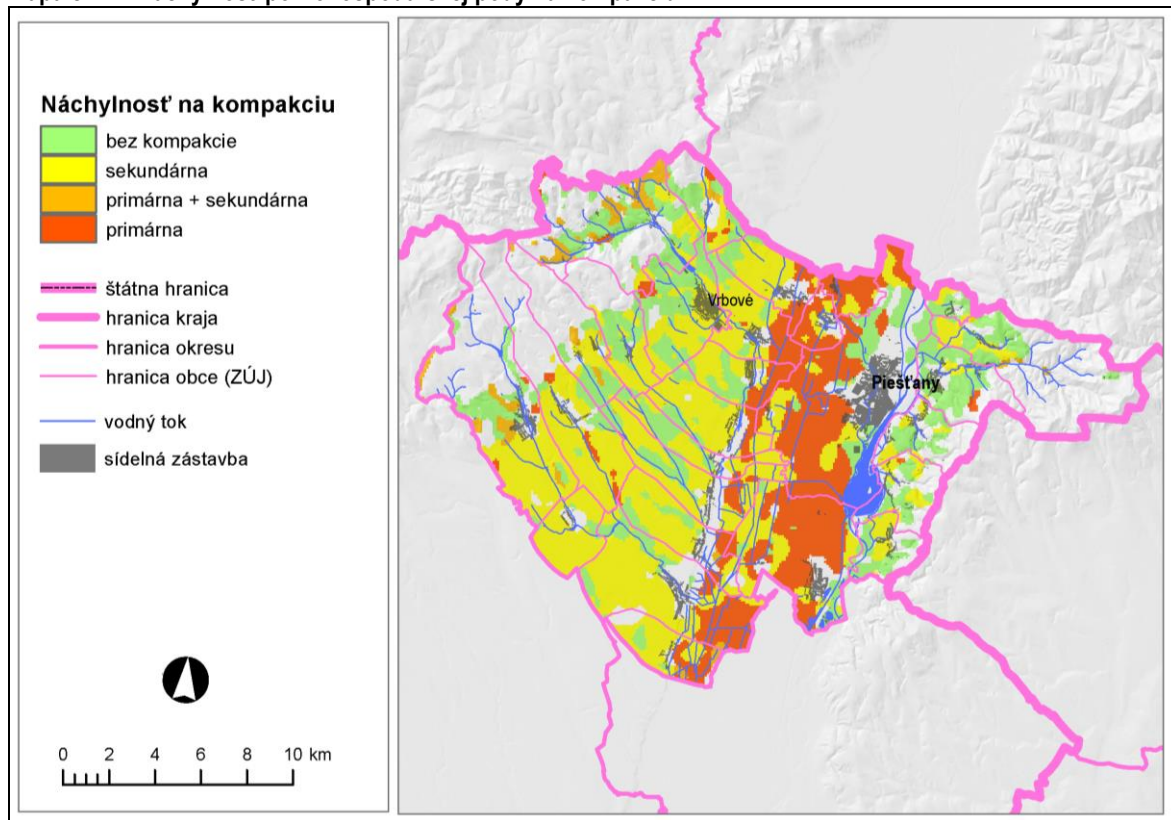 Náchylnosť na kompakciu
bez kompakcie
sekundárna
primárna + sekundárna
primárna
štátna hranica
hranica kraja
hranica okresu
hranica obce (ZÚJ)
vodný tok
sídelná zástavba
0 2 4 6 8 10 km
Vrbové
Piešťany